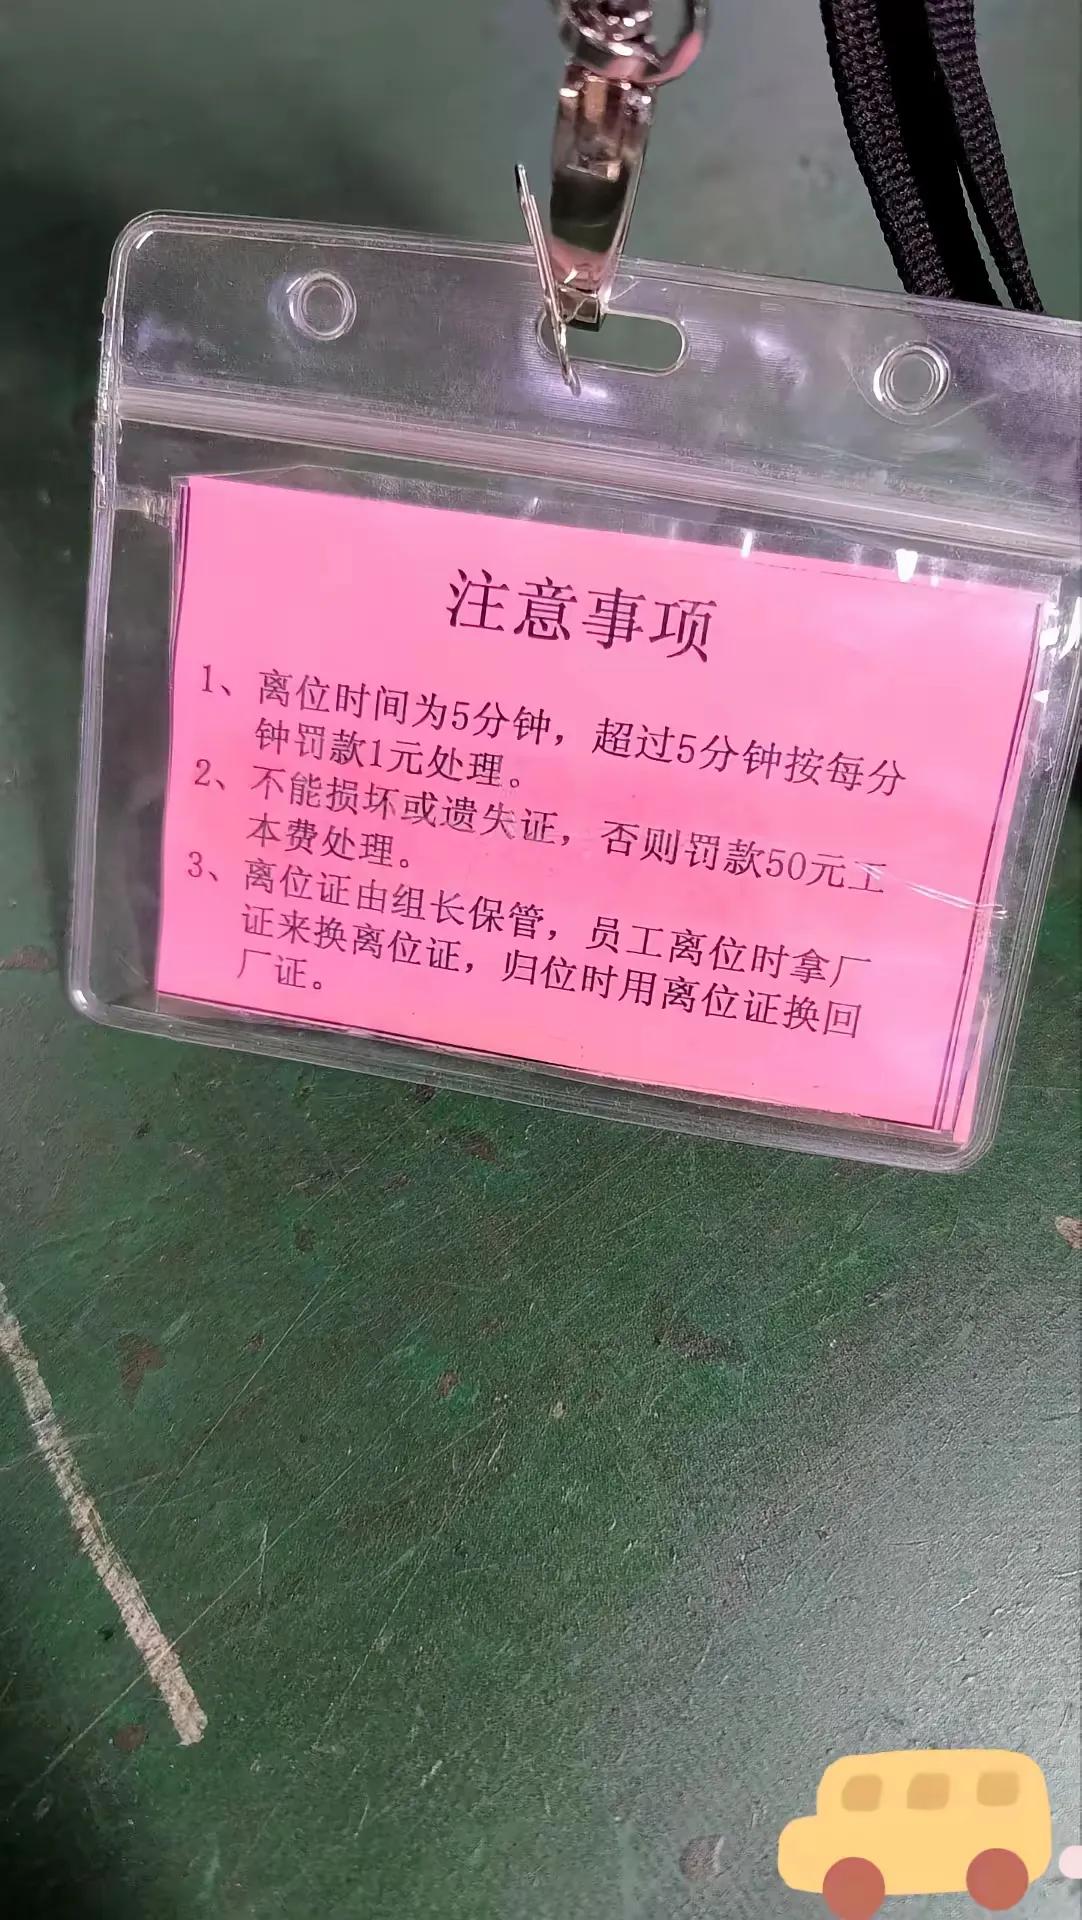 注意事项
1、离位时间为5分钟，超过5分钟按每分
钟罚款1元处理。
2、不能损坏或遗失证，否则罚款50元工
本费处理。
3、离位证由组长保管，员工离位时拿厂
证来换离位证，归位时用离位证换回
厂证。